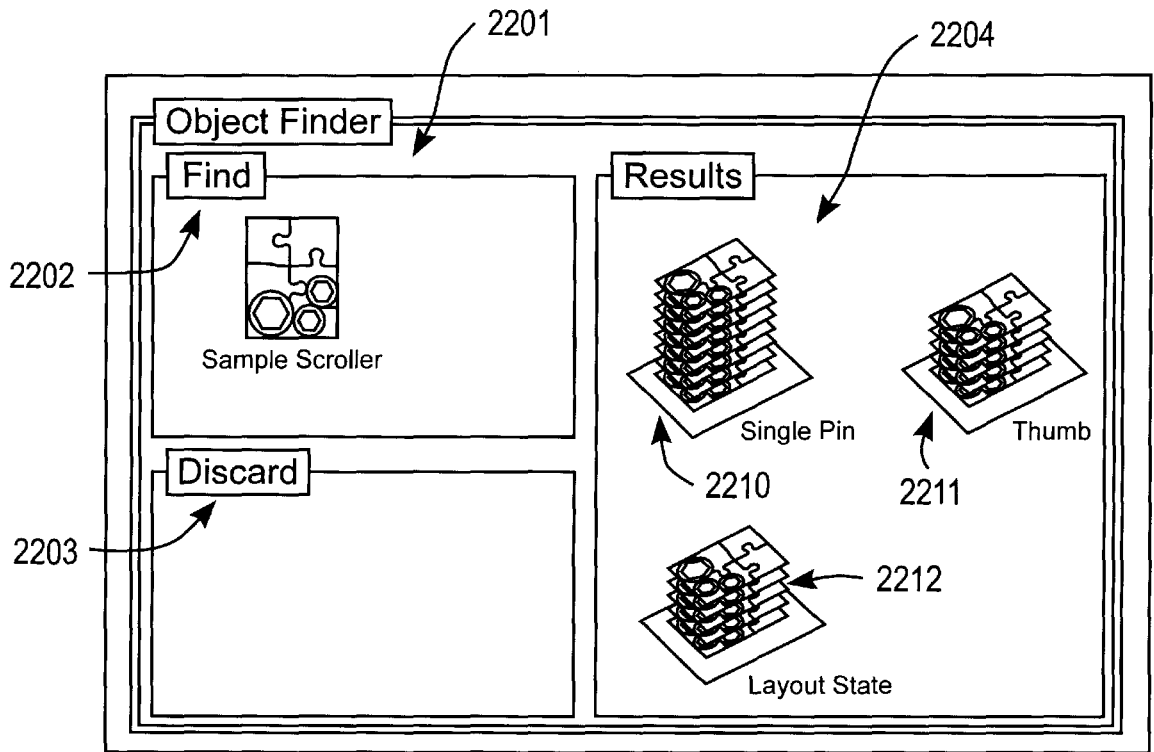 2201
2204
Object Finder
Find
Results
2202
Sample Scroller
Single Pin
Thumb
2210
2211
Discard
2203
2212
Layout State